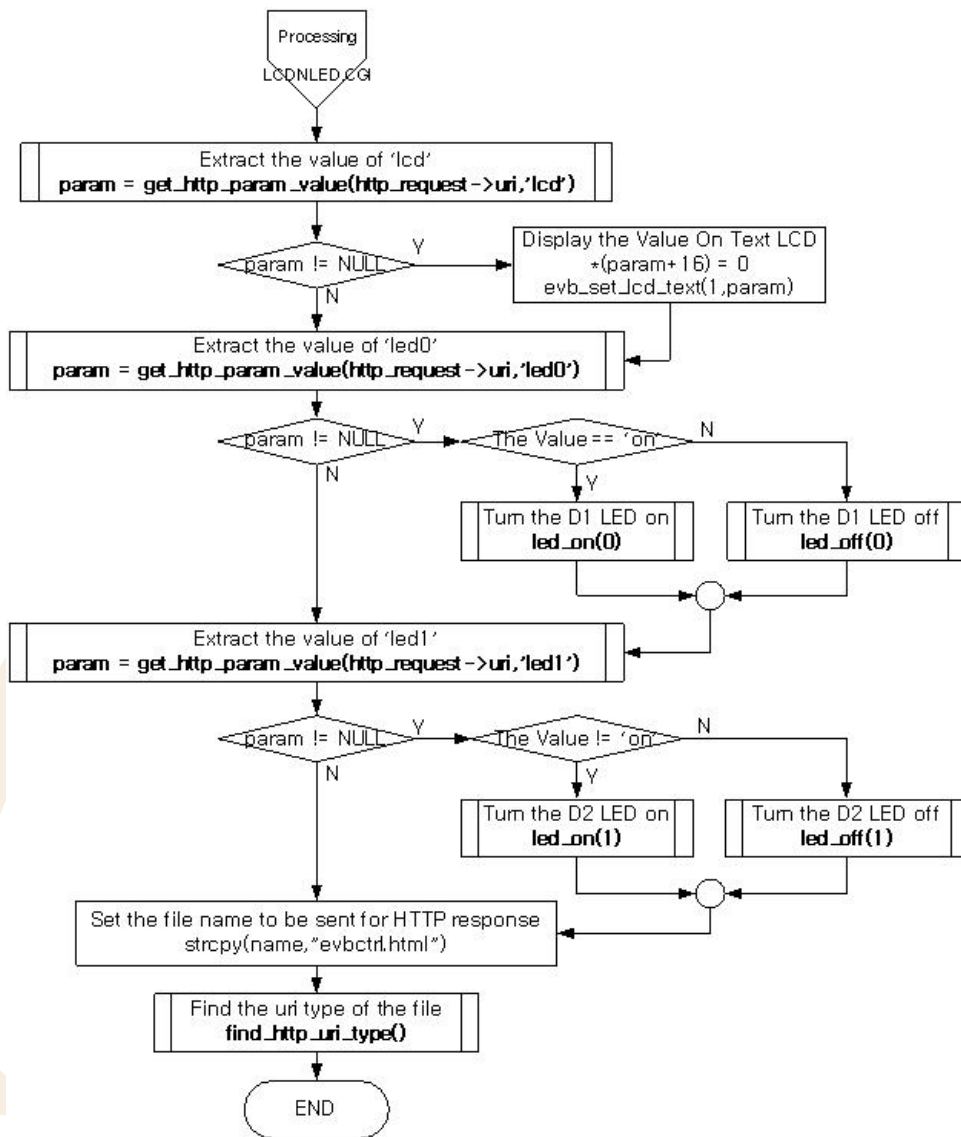 Processing
LCDNLED.CGI
Extract the value of 'lcd'
param = get_http_param_value(http_request->uri,'lcd')
param != NULL
Y
N
Display the Value On Text LCD
*(param+16) = 0
evb_set_lcd_text(1,param)
Extract the value of 'led0'
param = get_http_param_value(http_request->uri,'led0')
param != NULL
Y
N
The Value == 'on'
N
Y
Turn the D1 LED on
led_on(0)
Turn the D1 LED off
led_off(0)
Extract the value of 'led1'
param = get_http_param_value(http_request->uri,'led1')
param != NULL
Y
N
The Value != 'on'
N
Y
Turn the D2 LED on
led_on(1)
Turn the D2 LED off
led_off(1)
Set the file name to be sent for HTTP response
strcpy(name,"evbctrl.html")
Find the uri type of the file
find_http_uri_type()
END